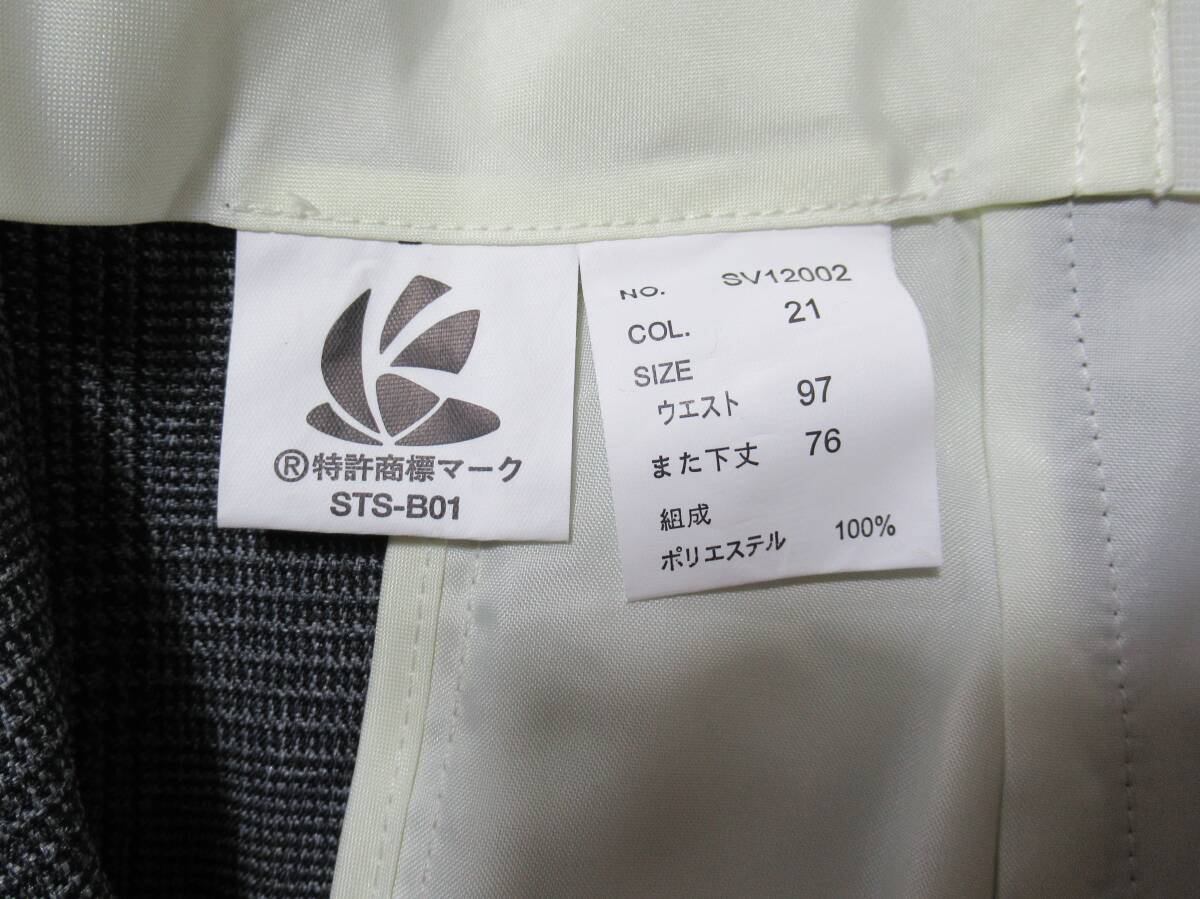 ®特許商標マーク
STS-B01
NO. SV12002
COL. 21
SIZE
ウエスト 97
また下丈 76
組成
ポリエステル 100%